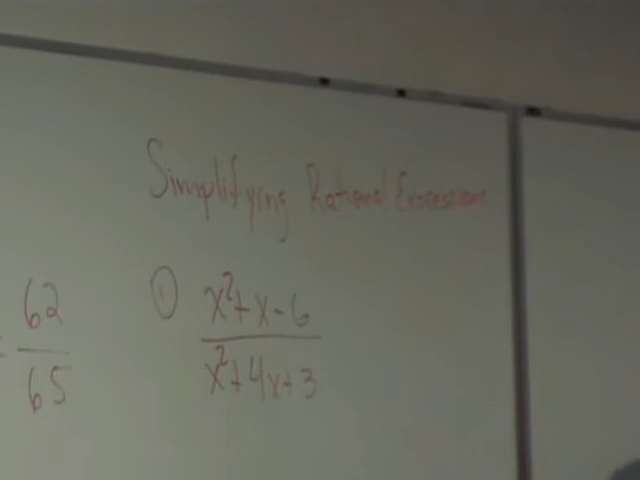 Simplifying Rational Expressions
= 62/65
① x²+x-6
x²+4x+3